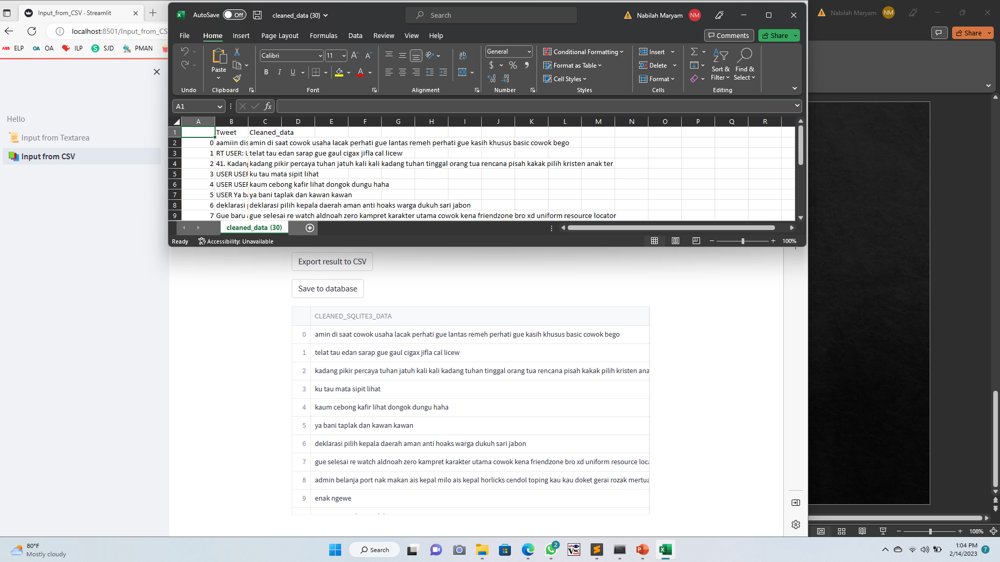 Input_from_CSV · Streamlit
localhost:8501/Input_from_CS
ABB ELP OA OA ILP S SJD PMAN
Hello
Input from Textarea
Input from CSV
AutoSave Off cleaned_data (30) Search Nabilah Maryam NM
File Home Insert Page Layout Formulas Data Review View Help Comments Share
Paste
Undo
Clipboard
Calibri 11
B I U A
Font
ab
Alignment
General
$ % 9
Number
Conditional Formatting
Format as Table
Cell Styles
Styles
Insert
Delete
Format
Cells
Sort & Filter
Find & Select
Editing
A1 fx
A B C D E F G H I J K L M N O P Q R
1 Tweet Cleaned_data
2 0 aamiin dis amin di saat cowok usaha lacak perhati gue lantas remeh perhati gue kasih khusus basic cowok bego
3 1 RT USER: U telat tau edan sarap gue gaul cigax jifla cal licew
4 2 41. Kadang kadang pikir percaya tuhan jatuh kali kali kadang tuhan tinggal orang tua rencana pisah kakak pilih kristen anak ter
5 3 USER USER ku tau mata sipit lihat
6 4 USER USER kaum cebong kafir lihat dongok dungu haha
7 5 USER Ya ba ya bani taplak dan kawan kawan
8 6 deklarasi deklarasi pilih kepala daerah aman anti hoaks warga dukuh sari jabon
9 7 Gue baru gue selesai re watch aldnoah zero kampret karakter utama cowok kena friendzone bro xd uniform resource locator
cleaned_data (30)
Ready Accessibility: Unavailable 100%
Export result to CSV
Save to database
CLEANED_SQLITE3_DATA
0 amin di saat cowok usaha lacak perhati gue lantas remeh perhati gue kasih khusus basic cowok bego
1 telat tau edan sarap gue gaul cigax jifla cal licew
2 kadang pikir percaya tuhan jatuh kali kali kadang tuhan tinggal orang tua rencana pisah kakak pilih kristen ana
3 ku tau mata sipit lihat
4 kaum cebong kafir lihat dongok dungu haha
5 ya bani taplak dan kawan kawan
6 deklarasi pilih kepala daerah aman anti hoaks warga dukuh sari jabon
7 gue selesai re watch aldnoah zero kampret karakter utama cowok kena friendzone bro xd uniform resource loca
8 admin belanja port nak makan ais kepal milo ais kepal horlicks cendol toping kau kau doket gerai rozak mertua
9 enak ngewe
Nabilah Maryam NM
Share
108%
80°F
Mostly cloudy
Search
2
VNC
1:04 PM
2/14/2023
7